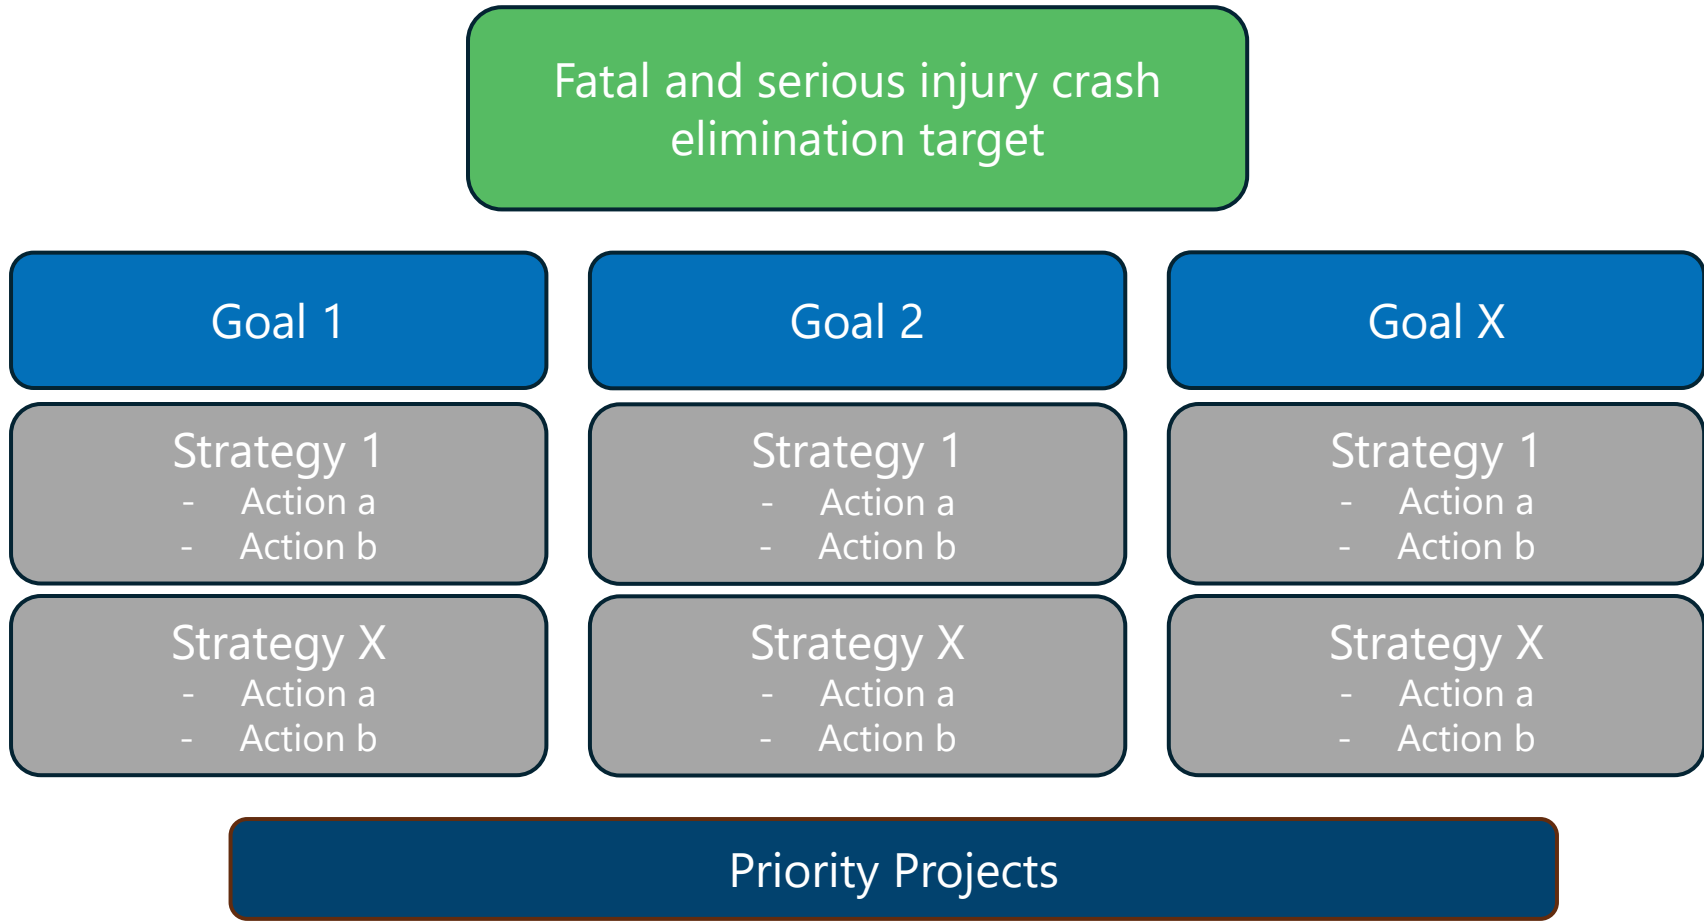 Fatal and serious injury crash
elimination target
Goal 1
Goal 2
Goal X
Strategy 1
- Action a
- Action b
Strategy 1
- Action a
- Action b
Strategy 1
- Action a
- Action b
Strategy X
- Action a
- Action b
Strategy X
- Action a
- Action b
Strategy X
- Action a
- Action b
Priority Projects